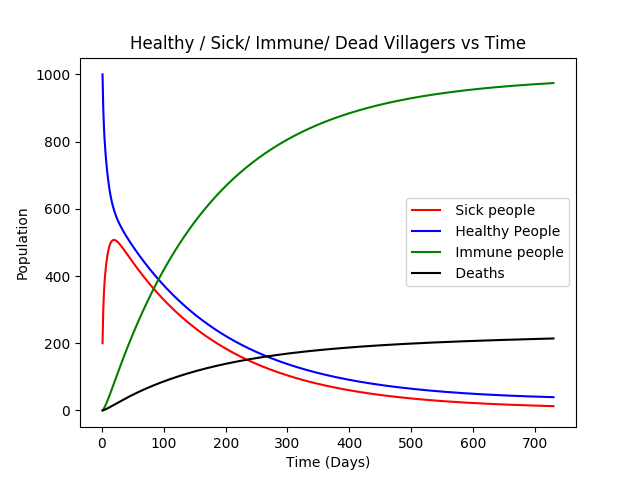 Healthy / Sick/ Immune/ Dead Villagers vs Time
Population
1000
800
600
400
200
0
Sick people
Healthy People
Immune people
Deaths
0 100 200 300 400 500 600 700
Time (Days)